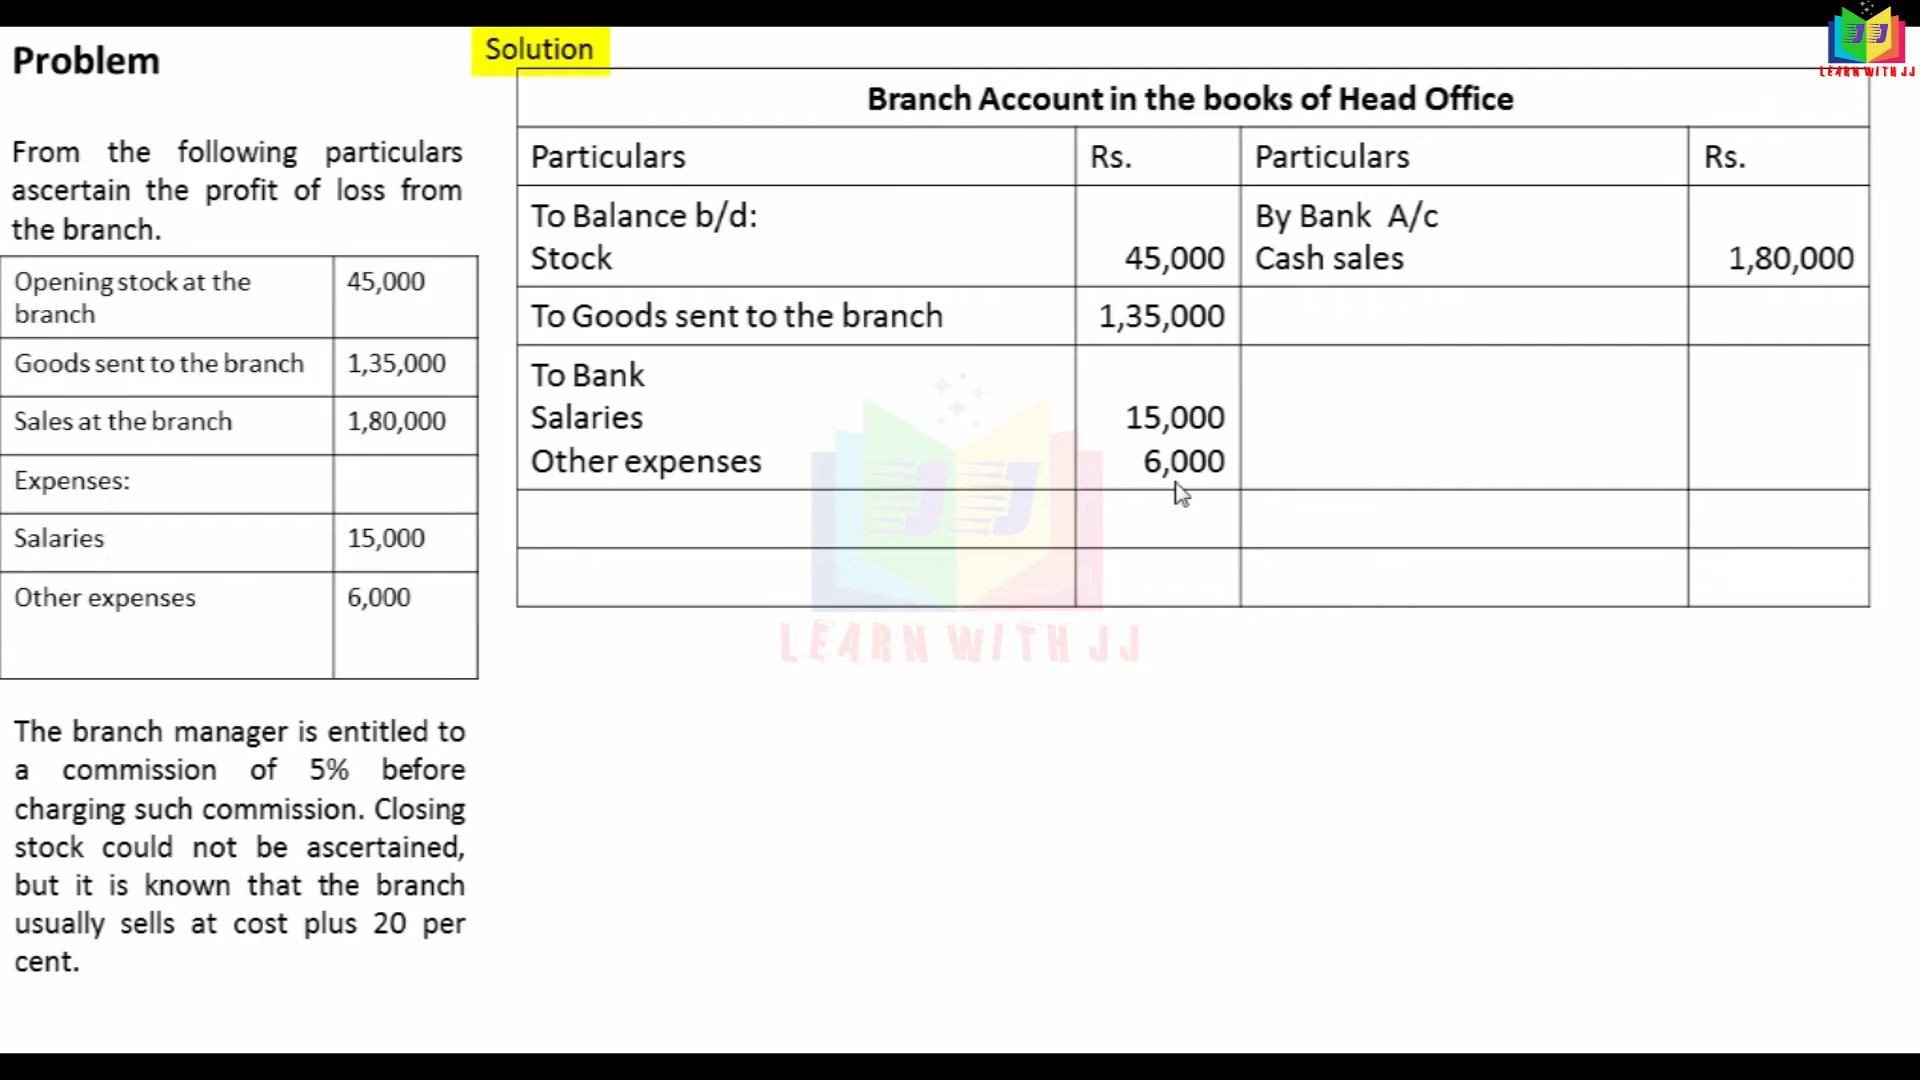 Problem
From the following particulars
ascertain the profit of loss from
the branch.
Opening stock at the
branch
45,000
Goods sent to the branch 1,35,000
Sales at the branch 1,80,000
Expenses:
Salaries 15,000
Other expenses 6,000
The branch manager is entitled to
a commission of 5% before
charging such commission. Closing
stock could not be ascertained,
but it is known that the branch
usually sells at cost plus 20 per
cent.
Solution
Branch Account in the books of Head Office
Particulars Rs. Particulars Rs.
To Balance b/d: By Bank A/c
Stock 45,000 Cash sales 1,80,000
To Goods sent to the branch 1,35,000
To Bank
Salaries 15,000
Other expenses 6,000
JJ
LEARN WITH JJ
JJ
LEARN WITH JJ